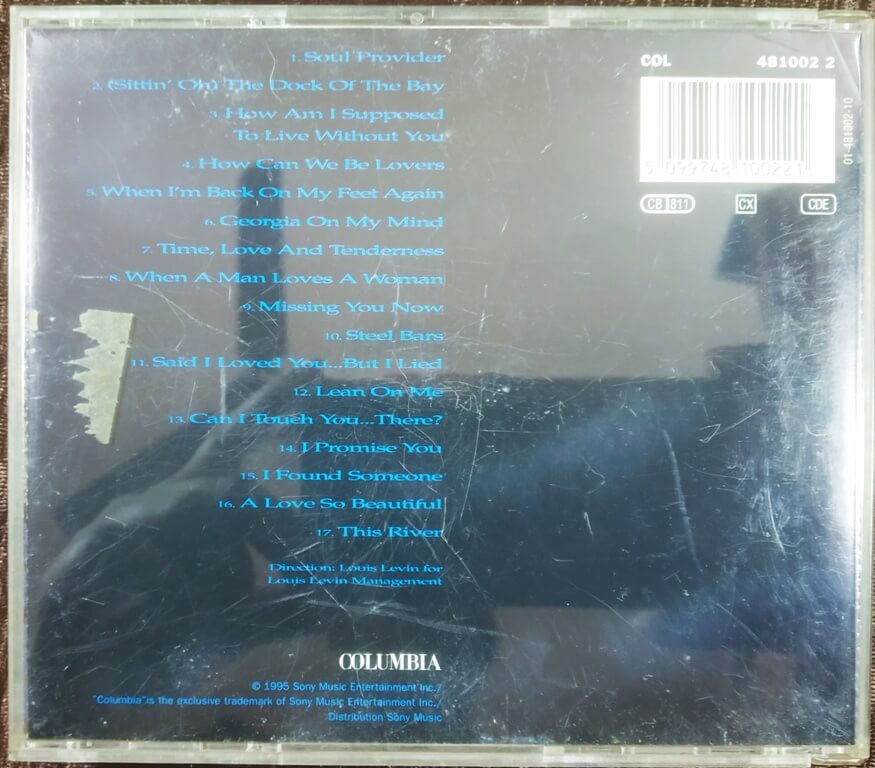 1. Soul Provider
2. (Sittin' On) The Dock Of The Bay
3. How Am I Supposed
To Live Without You
4. How Can We Be Lovers
5. When I'm Back On My Feet Again
6. Georgia On My Mind
7. Time, Love And Tenderness
8. When A Man Loves A Woman
9. Missing You Now
10. Steel Bars
11. Said I Loved You...But I Lied
12. Lean On Me
13. Can I Touch You...There?
14. I Promise You
15. I Found Someone
16. A Love So Beautiful
17. This River
Direction: Louis Levin for
Louis Levin Management
COLUMBIA
© 1995 Sony Music Entertainment Inc./
"Columbia"is the exclusive trademark of Sony Music Entertainment Inc./
Distribution Sony Music
COL 481002 2
5 099748 100221
01-481002-10
CB 811 CX CDE